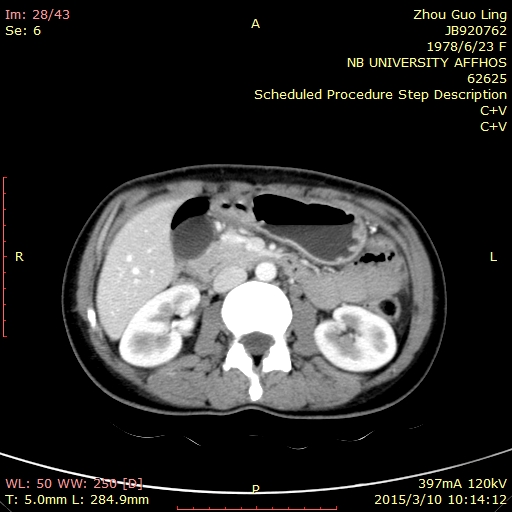 Im: 28/43
Se: 6
A
Zhou Guo Ling
JB920762
1978/6/23 F
NB UNIVERSITY AFFHOS
62625
Scheduled Procedure Step Description
C+V
C+V
R
L
WL: 50 WW: 250 [D]
T: 5.0mm L: 284.9mm
P
397mA 120kV
2015/3/10 10:14:12